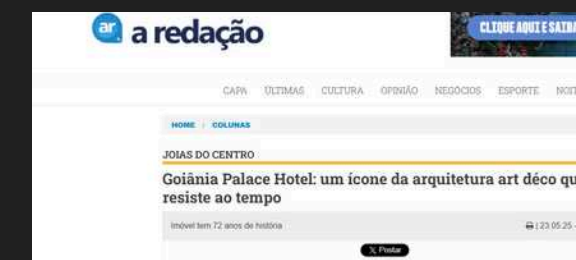 ar
a redação
CLIQUE AQUI E SAIBA
CAPA ÚLTIMAS CULTURA OPINIÃO NEGÓCIOS ESPORTE NOIT
HOME | COLUNAS
JOIAS DO CENTRO
Goiânia Palace Hotel: um ícone da arquitetura art déco qu
resiste ao tempo
Imóvel tem 72 anos de história
| 23.05.25 -
X Postar